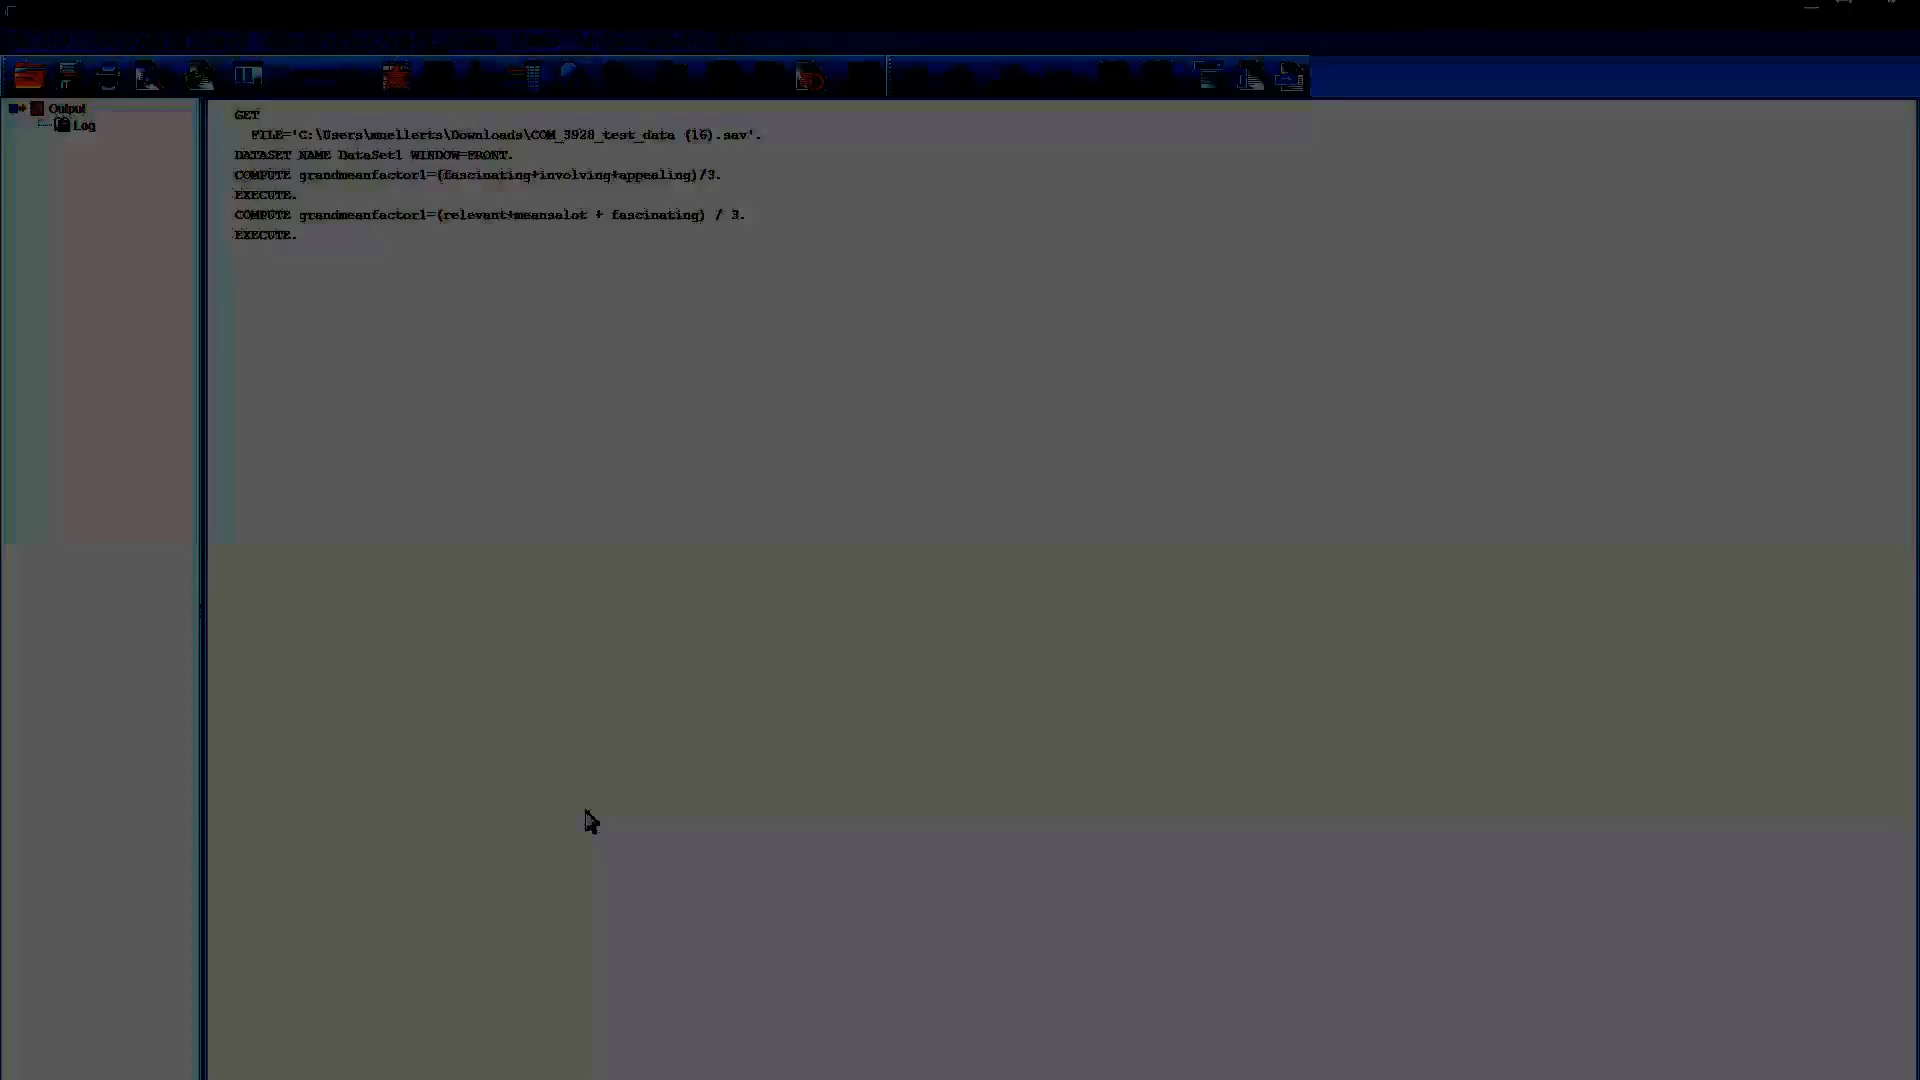 Output
Log
GET
FILE='C:\Users\muellerts\Downloads\COM_3928_test_data (16).sav'.
DATASET NAME DataSet1 WINDOW=FRONT.
COMPUTE grandmeanfactor1=(fascinating+involving+appealing)/3.
EXECUTE.
COMPUTE grandmeanfactor1=(relevant+meansalot + fascinating) / 3.
EXECUTE.